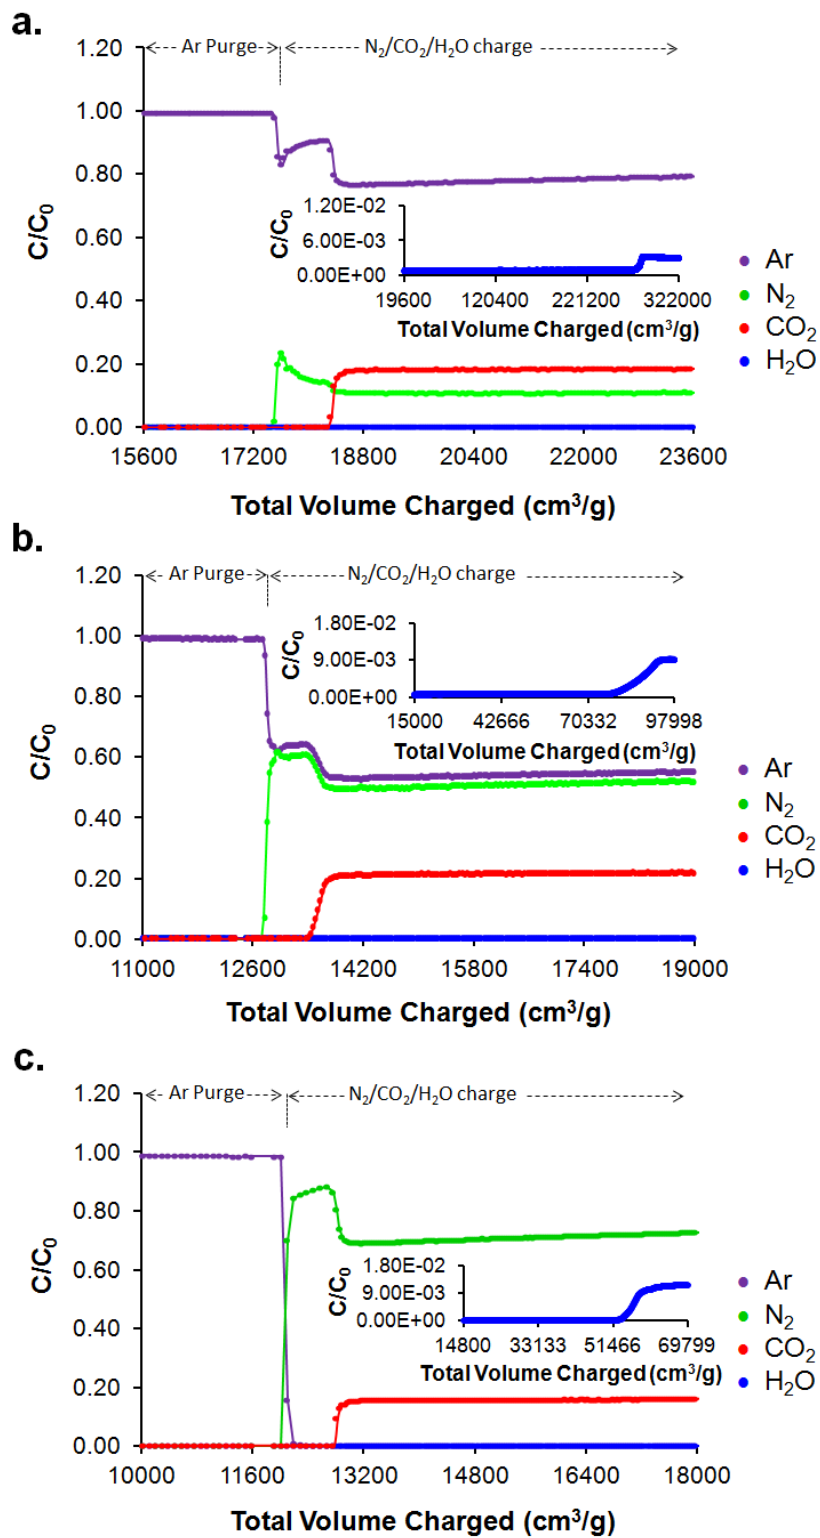 a.
Ar Purge N₂/CO₂/H₂O charge
1.20
1.00
0.80
0.60
0.40
0.20
0.00
C/C₀
15600 17200 18800 20400 22000 23600
Total Volume Charged (cm³/g)
C/C₀
1.20E-02
6.00E-03
0.00E+00
19600 120400 221200 322000
Total Volume Charged (cm³/g)
Ar
N₂
CO₂
H₂O
b.
Ar Purge N₂/CO₂/H₂O charge
1.20
1.00
0.80
0.60
0.40
0.20
0.00
C/C₀
11000 12600 14200 15800 17400 19000
Total Volume Charged (cm³/g)
C/C₀
1.80E-02
9.00E-03
0.00E+00
15000 42666 70332 97998
Total Volume Charged (cm³/g)
Ar
N₂
CO₂
H₂O
c.
Ar Purge N₂/CO₂/H₂O charge
1.20
1.00
0.80
0.60
0.40
0.20
0.00
C/C₀
10000 11600 13200 14800 16400 18000
Total Volume Charged (cm³/g)
C/C₀
1.80E-02
9.00E-03
0.00E+00
14800 33133 51466 69799
Total Volume Charged (cm³/g)
Ar
N₂
CO₂
H₂O